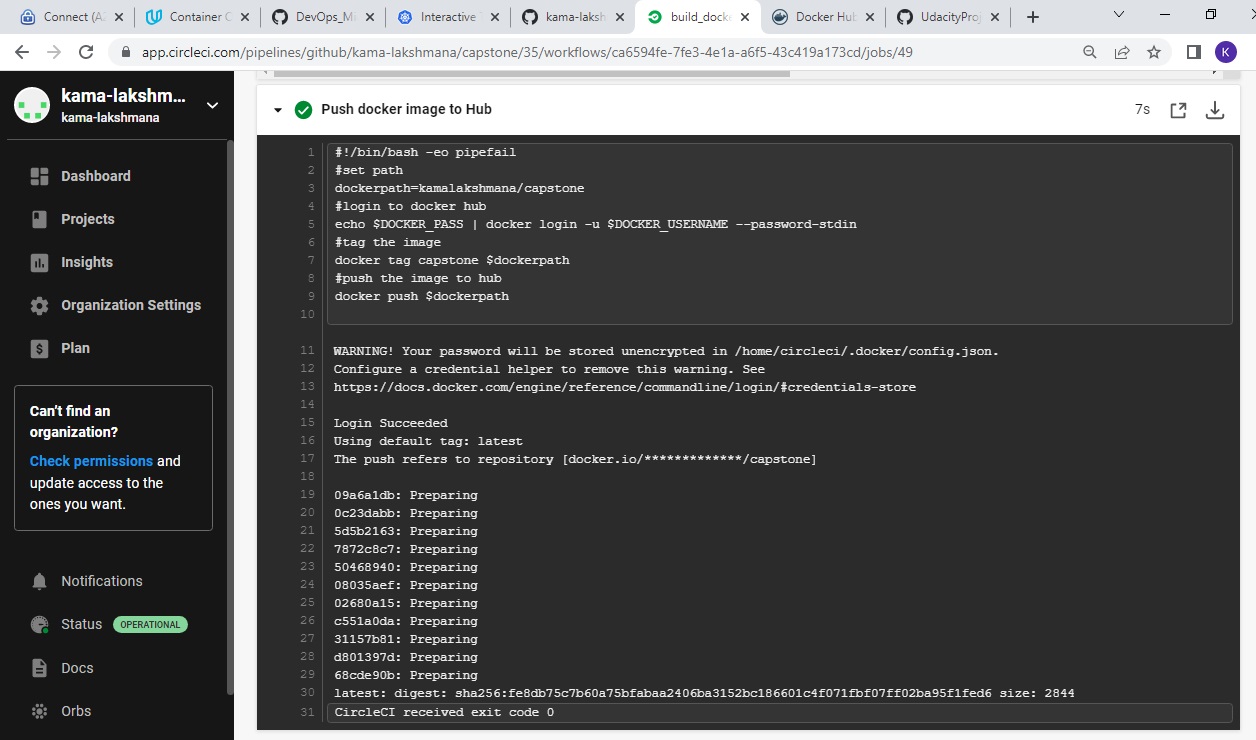 Connect (A
Container C
DevOps_Mi
Interactive T
kama-laksh
build_docke
Docker Hub
UdacityProj
app.circleci.com/pipelines/github/kama-lakshmana/capstone/35/workflows/ca6594fe-7fe3-4e1a-a6f5-43c419a173cd/jobs/49
K
kama-lakshm...
kama-lakshmana
Dashboard
Projects
Insights
Organization Settings
Plan
Can't find an
organization?
Check permissions and
update access to the
ones you want.
Notifications
Status OPERATIONAL
Docs
Orbs
Push docker image to Hub
7s
1 #!/bin/bash -eo pipefail
2 #set path
3 dockerpath=kamalakshmana/capstone
4 #login to docker hub
5 echo $DOCKER_PASS | docker login -u $DOCKER_USERNAME --password-stdin
6 #tag the image
7 docker tag capstone $dockerpath
8 #push the image to hub
9 docker push $dockerpath
10
11 WARNING! Your password will be stored unencrypted in /home/circleci/.docker/config.json.
12 Configure a credential helper to remove this warning. See
13 https://docs.docker.com/engine/reference/commandline/login/#credentials-store
14
15 Login Succeeded
16 Using default tag: latest
17 The push refers to repository [docker.io/*************/capstone]
18
19 09a6a1db: Preparing
20 0c23dabb: Preparing
21 5d5b2163: Preparing
22 7872c8c7: Preparing
23 50468940: Preparing
24 08035aef: Preparing
25 02680a15: Preparing
26 c551a0da: Preparing
27 31157b81: Preparing
28 d801397d: Preparing
29 68cde90b: Preparing
30 latest: digest: sha256:fe8db75c7b60a75bfabaa2406ba3152bc186601c4f071fbf07ff02ba95f1fed6 size: 2844
31 CircleCI received exit code 0